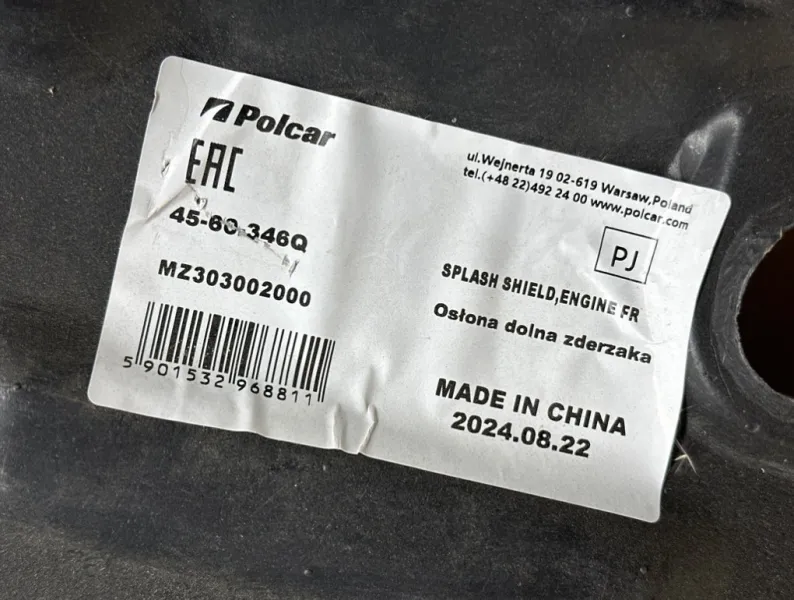 Polcar
EAC
45-60-346Q
MZ303002000
5 901532 968811
ul.Wejnerta 19 02-619 Warsaw,Poland
tel.(+48 22)492 24 00 www.polcar.com
PJ
SPLASH SHIELD,ENGINE FR
Osłona dolna zderzaka
MADE IN CHINA
2024.08.22